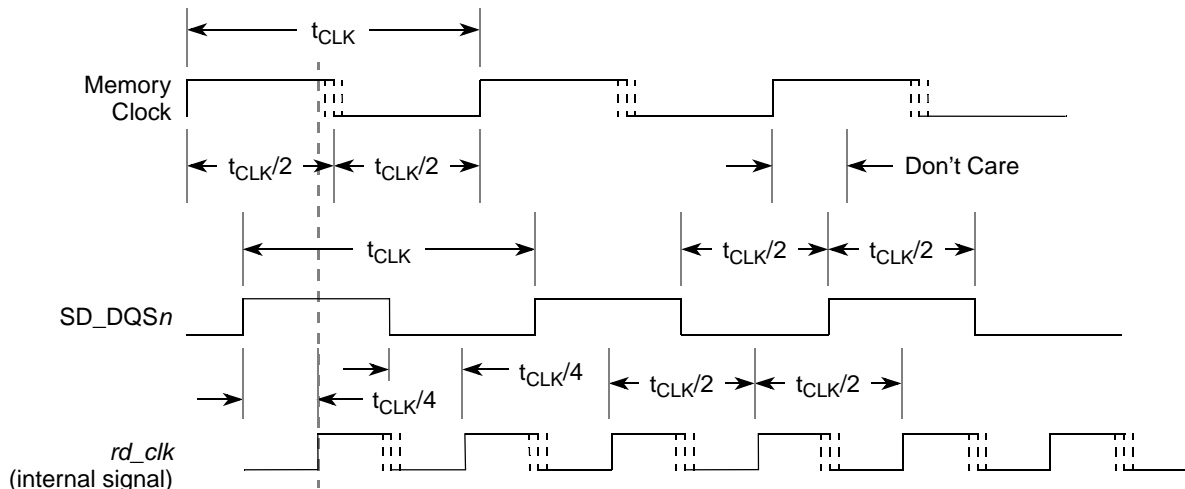 tCLK
Memory
Clock
tCLK/2 tCLK/2 Don't Care
tCLK tCLK/2 tCLK/2
SD_DQSn
tCLK/4 tCLK/4 tCLK/2 tCLK/2
rd_clk
(internal signal)